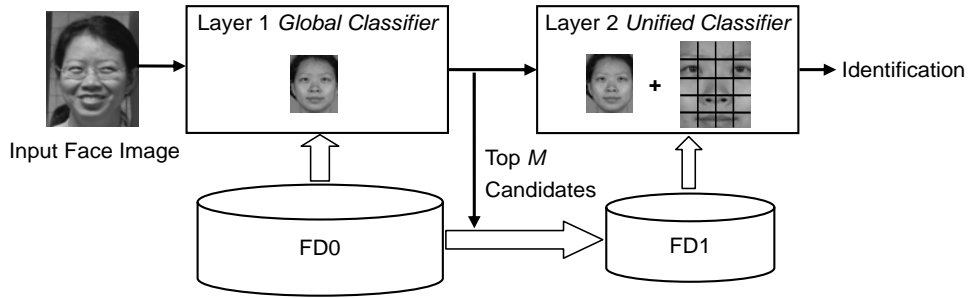 Layer 1 Global Classifier
Layer 2 Unified Classifier
+
Identification
Input Face Image
Top M
Candidates
FD0
FD1